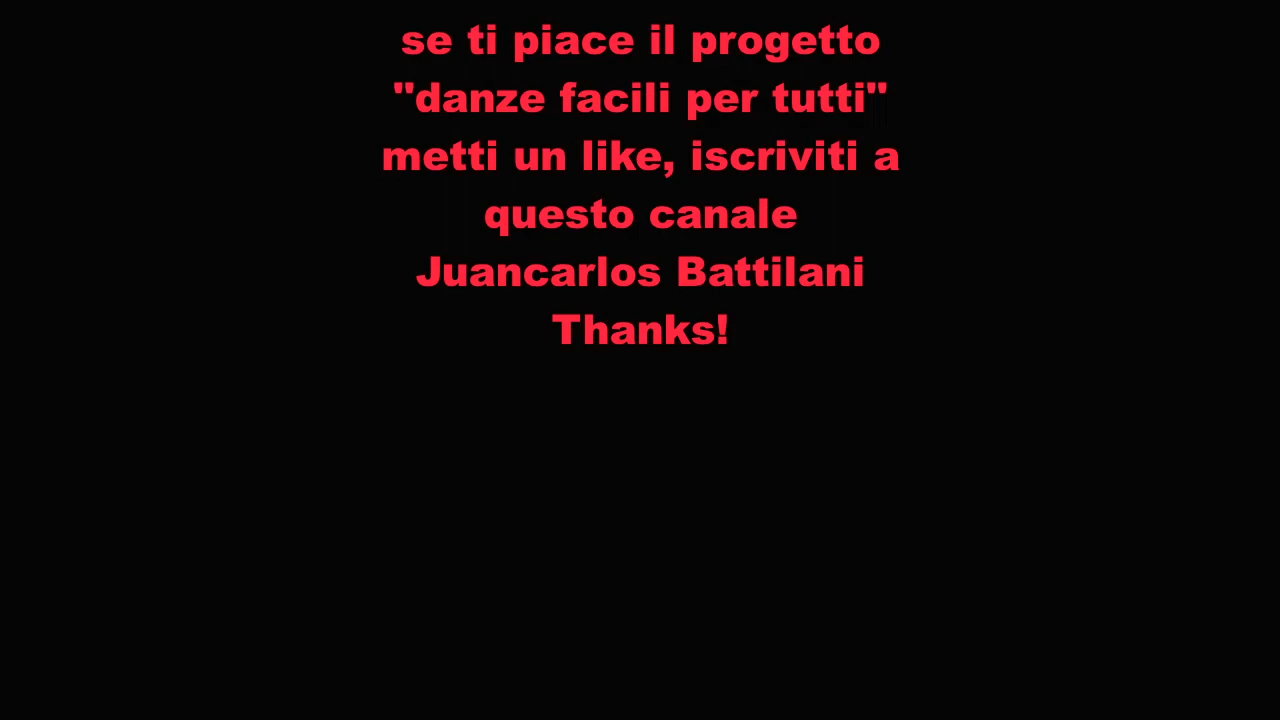 se ti piace il progetto
"danze facili per tutti"
metti un like, iscriviti a
questo canale
Juancarlos Battilani
Thanks!